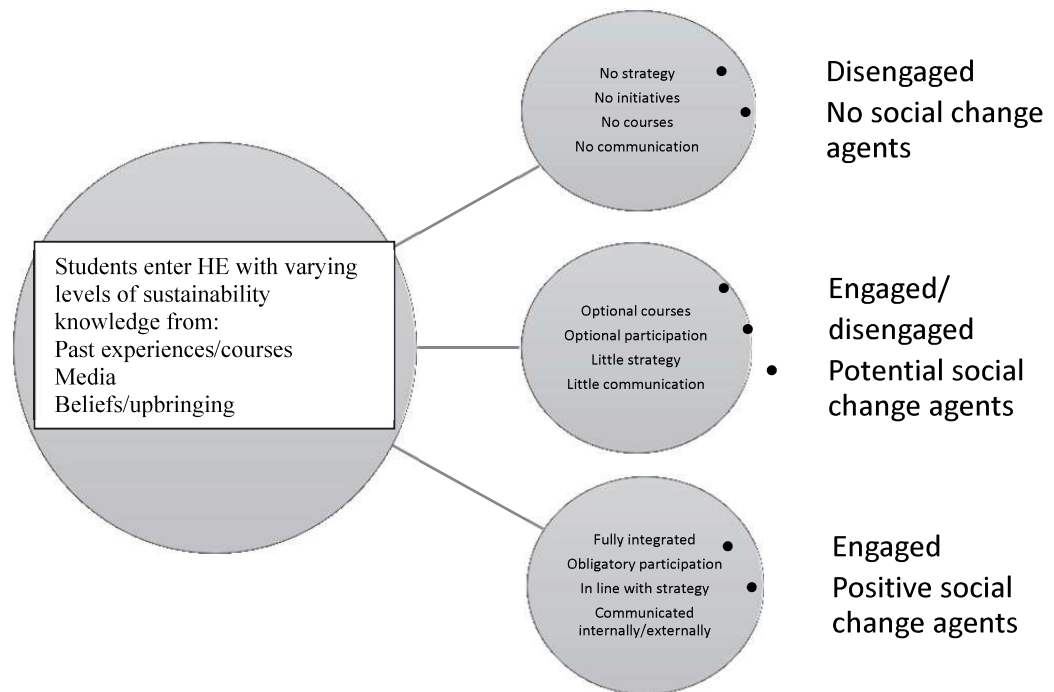 Students enter HE with varying
levels of sustainability
knowledge from:
Past experiences/courses
Media
Beliefs/upbringing
No strategy
No initiatives
No courses
No communication
• Disengaged
• No social change
agents
Optional courses
Optional participation
Little strategy
Little communication
• Engaged/
• disengaged
• Potential social
change agents
Fully integrated
Obligatory participation
In line with strategy
Communicated
internally/externally
• Engaged
• Positive social
change agents